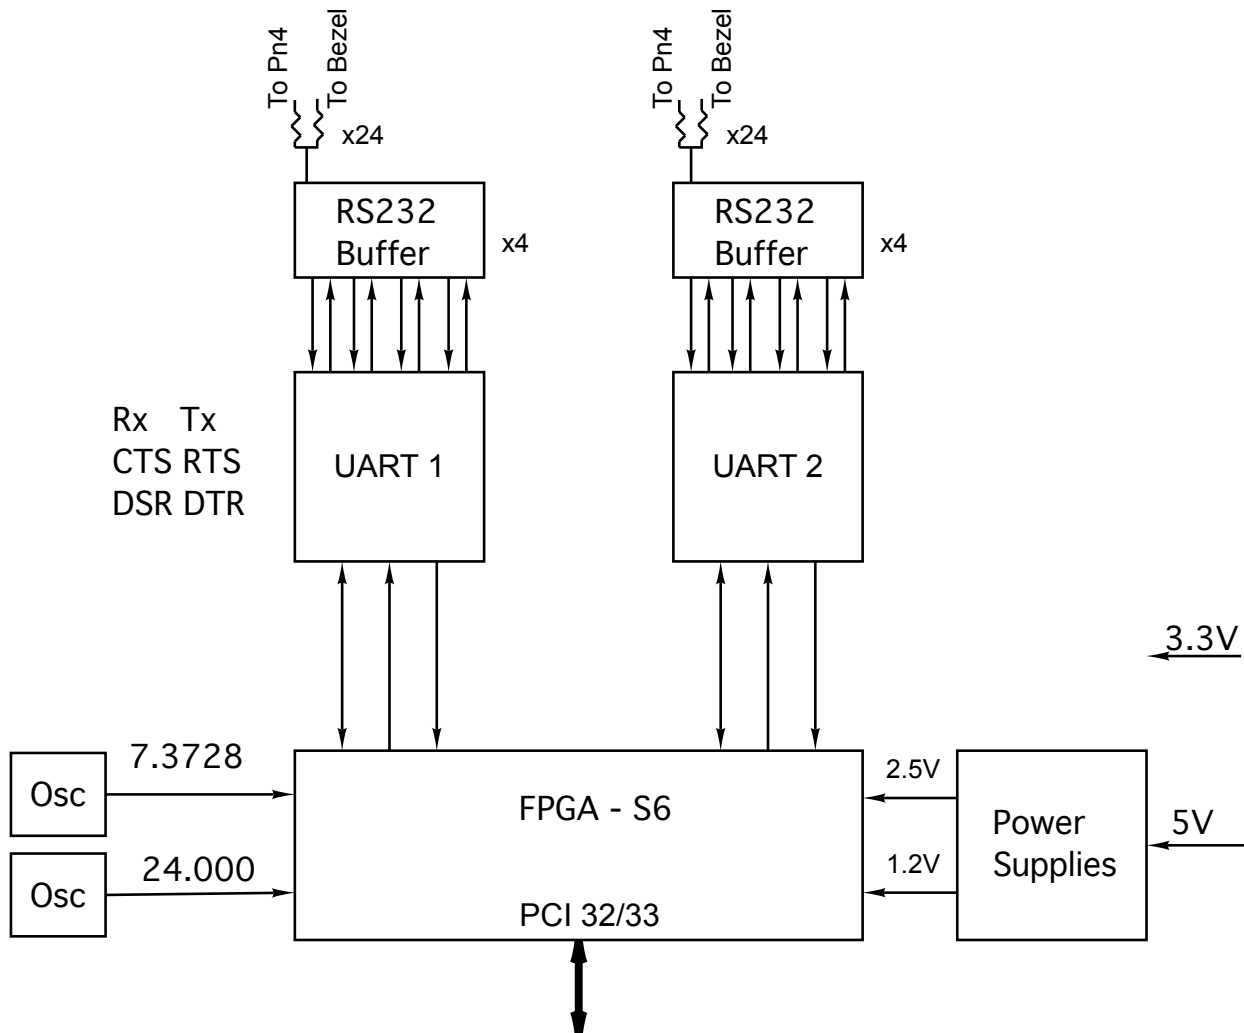 To Pn4
To Bezel
x24
To Pn4
To Bezel
x24
RS232
Buffer
x4
RS232
Buffer
x4
Rx Tx
CTS RTS
DSR DTR
UART 1
UART 2
3.3V
Osc
7.3728
Osc
24.000
FPGA - S6
PCI 32/33
2.5V
1.2V
Power
Supplies
5V